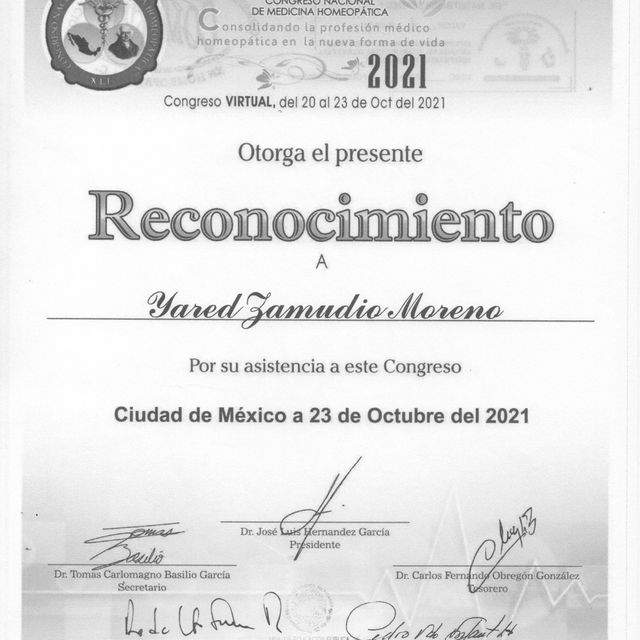 CONGRESO NACIONAL
DE MEDICINA HOMEOPÁTICA
Consolidando la profesión médico
homeopática en la nueva forma de vida
2021
Congreso VIRTUAL, del 20 al 23 de Oct del 2021
Otorga el presente
Reconocimiento
A
Yared Zamudio Moreno
Por su asistencia a este Congreso
Ciudad de México a 23 de Octubre del 2021
Dr. José Luis Hernandez García
Presidente
Tomas
Basilio
Dr. Tomas Carlomagno Basilio García
Secretario
Dr. Carlos Fernando Obregón González
Tesorero